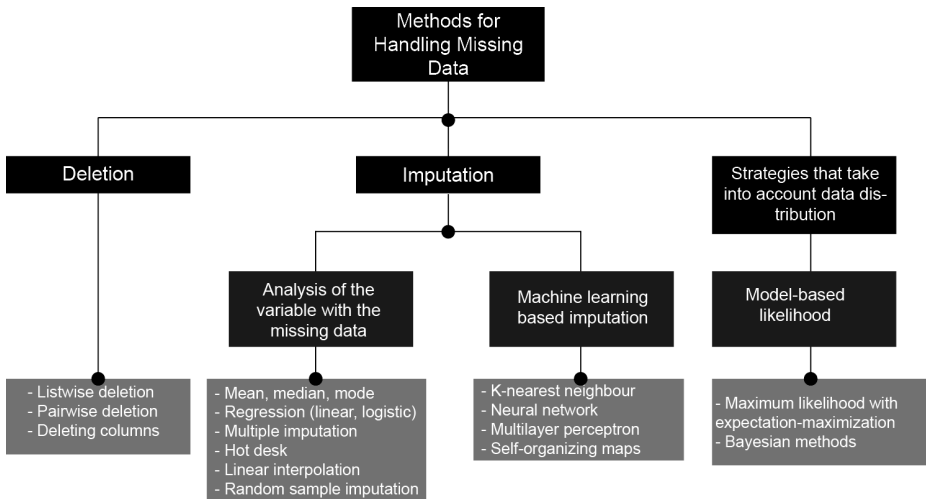 Methods for
Handling Missing
Data
Deletion
Imputation
Strategies that take
into account data dis-
tribution
Analysis of the
variable with the
missing data
Machine learning
based imputation
Model-based
likelihood
- Listwise deletion
- Pairwise deletion
- Deleting columns
- Mean, median, mode
- Regression (linear, logistic)
- Multiple imputation
- Hot desk
- Linear interpolation
- Random sample imputation
- K-nearest neighbour
- Neural network
- Multilayer perceptron
- Self-organizing maps
- Maximum likelihood with
expectation-maximization
- Bayesian methods